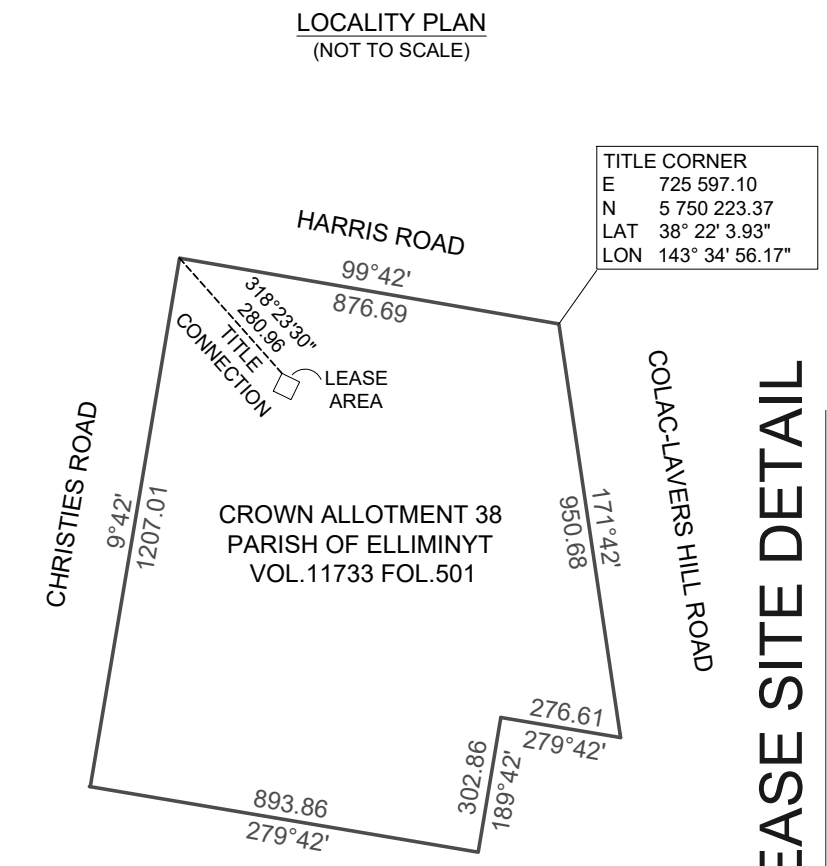 LOCALITY PLAN
(NOT TO SCALE)
TITLE CORNER
E 725 597.10
N 5 750 223.37
LAT 38° 22' 3.93"
LON 143° 34' 56.17"
HARRIS ROAD
99°42'
876.69
318°23'30"
280.96
TITLE
CONNECTION
LEASE
AREA
COLAC-LAVERS HILL ROAD
CHRISTIES ROAD
9°42'
1207.01
CROWN ALLOTMENT 38
PARISH OF ELLIMINYT
VOL.11733 FOL.501
171°42'
950.68
276.61
279°42'
302.86
189°42'
893.86
279°42'
EASE SITE DETAIL